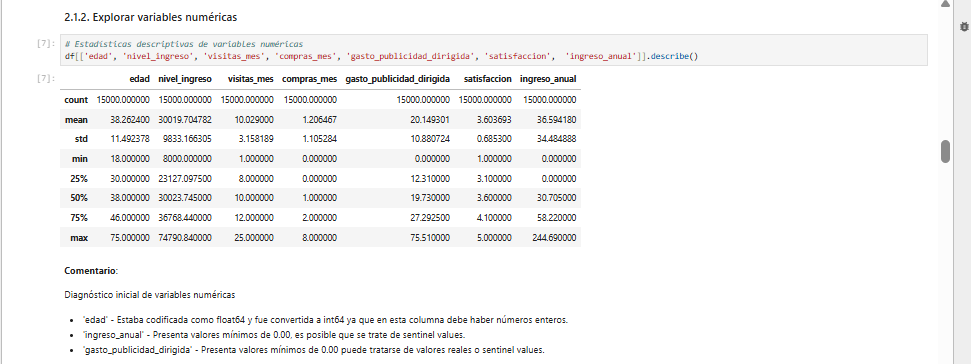 2.1.2. Explorar variables numéricas
[7]: # Estadísticas descriptivas de variables numéricas
df[['edad', 'nivel_ingreso', 'visitas_mes', 'compras_mes', 'gasto_publicidad_dirigida', 'satisfaccion',  'ingreso_anual']].describe()
[7]: edad nivel_ingreso visitas_mes compras_mes gasto_publicidad_dirigida satisfaccion ingreso_anual
count 15000.000000 15000.000000 15000.000000 15000.000000 15000.000000 15000.000000 15000.000000
mean 38.262400 30019.704782 10.029000 1.206467 20.149301 3.603693 36.594180
std 11.492378 9833.166305 3.158189 1.105284 10.880724 0.685300 34.484888
min 18.000000 8000.000000 1.000000 0.000000 0.000000 1.000000 0.000000
25% 30.000000 23127.097500 8.000000 0.000000 12.310000 3.100000 0.000000
50% 38.000000 30023.745000 10.000000 1.000000 19.730000 3.600000 30.705000
75% 46.000000 36768.440000 12.000000 2.000000 27.292500 4.100000 58.220000
max 75.000000 74790.840000 25.000000 8.000000 75.510000 5.000000 244.690000
Comentario:
Diagnóstico inicial de variables numéricas
• 'edad' - Estaba codificada como float64 y fue convertida a int64 ya que en esta columna debe haber números enteros.
• 'ingreso_anual' - Presenta valores mínimos de 0.00, es posible que se trate de sentinel values.
• 'gasto_publicidad_dirigida' - Presenta valores mínimos de 0.00 puede tratarse de valores reales o sentinel values.